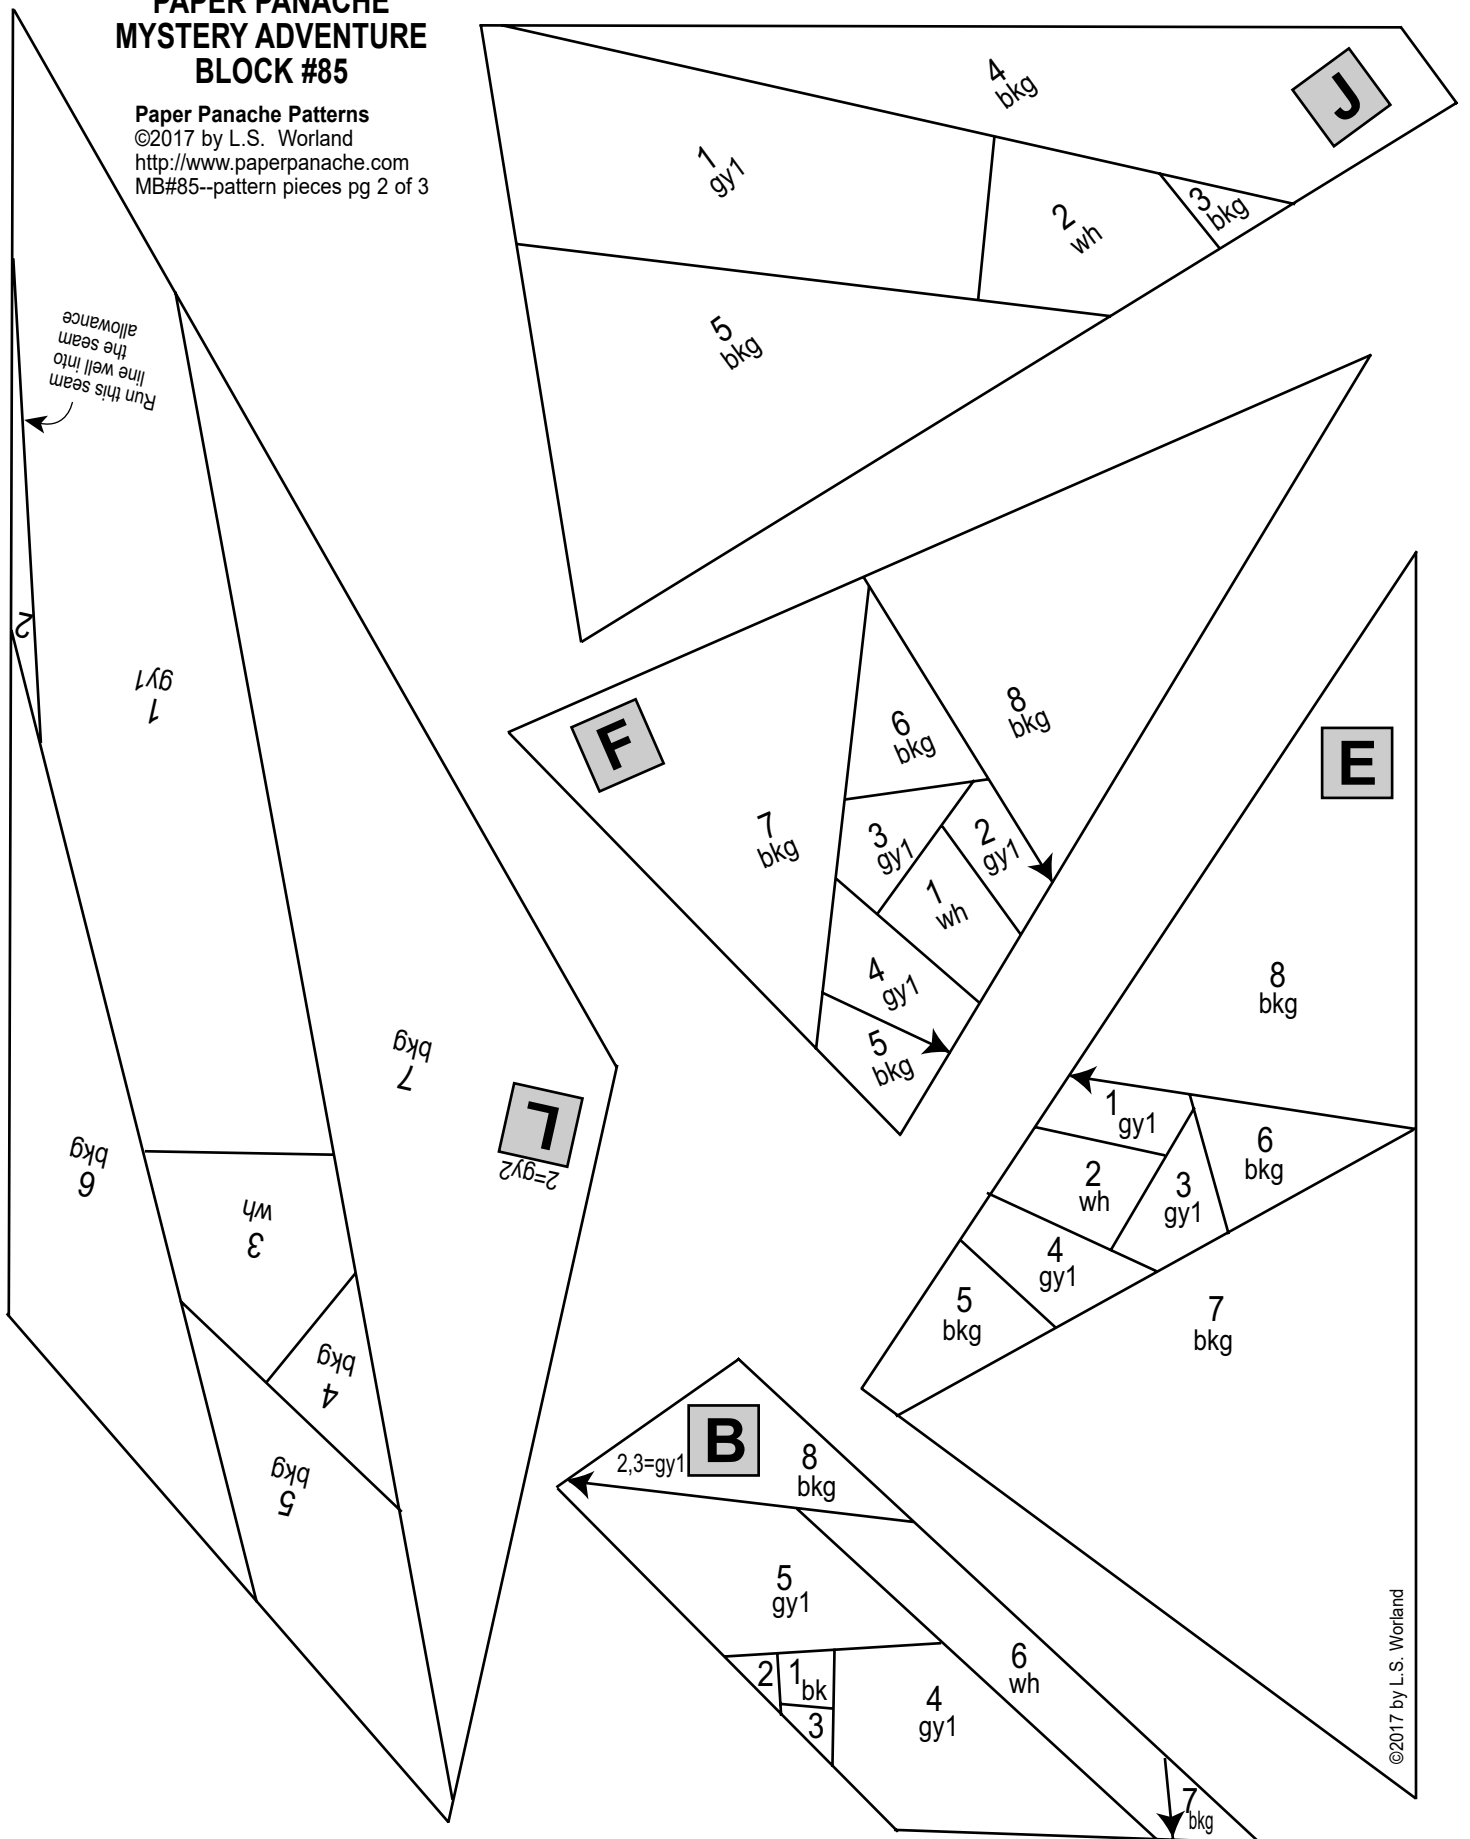 PAPER PANACHE
MYSTERY ADVENTURE
BLOCK #85
Paper Panache Patterns
©2017 by L.S. Worland
http://www.paperpanache.com
MB#85--pattern pieces pg 2 of 3
J
4
bkg
1
gy1
2
wh
3
bkg
5
bkg
Run this seam
line well into
the seam
allowance
2
1
gy1
7
bkg
L
2=gy2
6
bkg
3
wh
4
bkg
5
bkg
F
6
bkg
8
bkg
7
bkg
3
gy1
2
gy1
1
wh
4
gy1
5
bkg
E
8
bkg
1
gy1
6
bkg
2
wh
3
gy1
4
gy1
5
bkg
7
bkg
B
2,3=gy1
8
bkg
5
gy1
6
wh
2
1
bk
3
4
gy1
7
bkg
©2017 by L.S. Worland